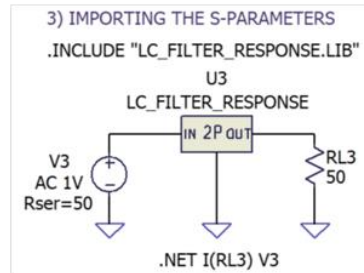 3) IMPORTING THE S-PARAMETERS
.INCLUDE "LC_FILTER_RESPONSE.LIB"
U3
LC_FILTER_RESPONSE
IN 2P OUT
V3
AC 1V
Rser=50
RL3
50
.NET I(RL3) V3